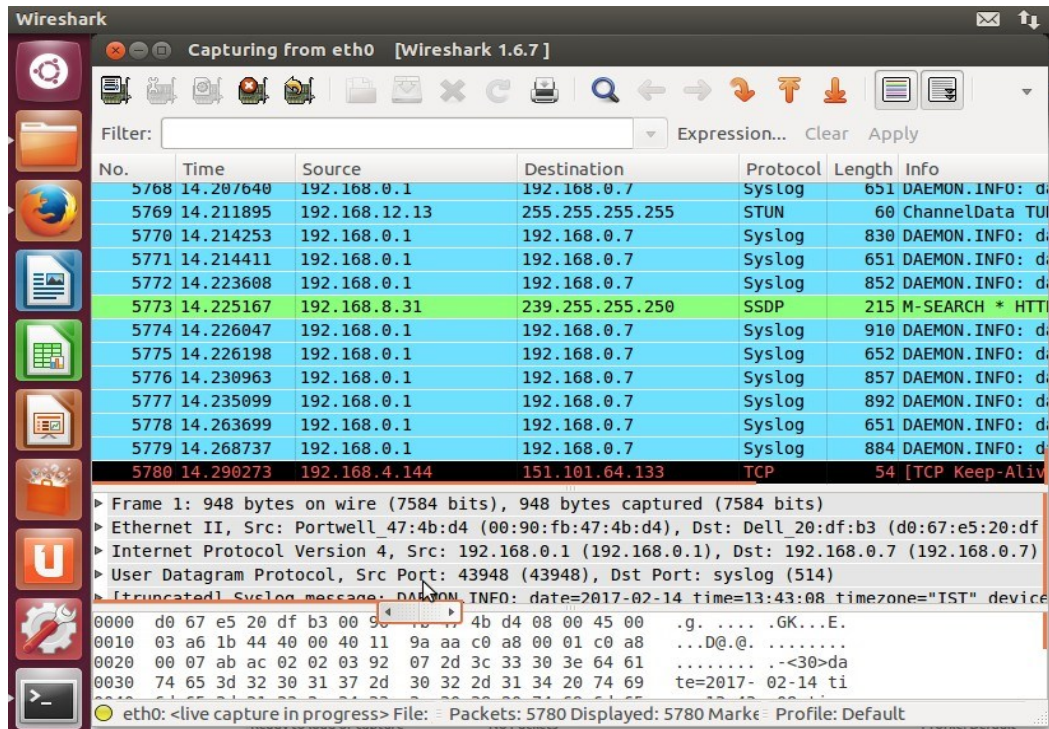 Wireshark
Capturing from eth0 [Wireshark 1.6.7 ]
Filter: Expression... Clear Apply
No. Time Source Destination Protocol Length Info
5768 14.207640 192.168.0.1 192.168.0.7 Syslog 651 DAEMON.INFO: da
5769 14.211895 192.168.12.13 255.255.255.255 STUN 60 ChannelData TU
5770 14.214253 192.168.0.1 192.168.0.7 Syslog 830 DAEMON.INFO: da
5771 14.214411 192.168.0.1 192.168.0.7 Syslog 651 DAEMON.INFO: da
5772 14.223608 192.168.0.1 192.168.0.7 Syslog 852 DAEMON.INFO: da
5773 14.225167 192.168.8.31 239.255.255.250 SSDP 215 M-SEARCH * HTT
5774 14.226047 192.168.0.1 192.168.0.7 Syslog 910 DAEMON.INFO: da
5775 14.226198 192.168.0.1 192.168.0.7 Syslog 652 DAEMON.INFO: da
5776 14.230963 192.168.0.1 192.168.0.7 Syslog 857 DAEMON.INFO: da
5777 14.235099 192.168.0.1 192.168.0.7 Syslog 892 DAEMON.INFO: da
5778 14.263699 192.168.0.1 192.168.0.7 Syslog 651 DAEMON.INFO: da
5779 14.268737 192.168.0.1 192.168.0.7 Syslog 884 DAEMON.INFO: d
5780 14.290273 192.168.4.144 151.101.64.133 TCP 54 [TCP Keep-Aliv
Frame 1: 948 bytes on wire (7584 bits), 948 bytes captured (7584 bits)
Ethernet II, Src: Portwell_47:4b:d4 (00:90:fb:47:4b:d4), Dst: Dell_20:df:b3 (d0:67:e5:20:df
Internet Protocol Version 4, Src: 192.168.0.1 (192.168.0.1), Dst: 192.168.0.7 (192.168.0.7)
User Datagram Protocol, Src Port: 43948 (43948), Dst Port: syslog (514)
[truncated] Syslog message: DAEMON.INFO: date=2017-02-14 time=13:43:08 timezone="IST" device
0000 d0 67 e5 20 df b3 00 4b d4 08 00 45 00 .g. .... .GK...E.
0010 03 a6 1b 44 40 00 40 11 9a aa c0 a8 00 01 c0 a8 ...D@.@. ........
0020 00 07 ab ac 02 02 03 92 07 2d 3c 33 30 3e 64 61 ........ .-<30>da
0030 74 65 3d 32 30 31 37 2d 30 32 2d 31 34 20 74 69 te=2017- 02-14 ti
eth0: <live capture in progress> File: Packets: 5780 Displayed: 5780 Marke Profile: Default